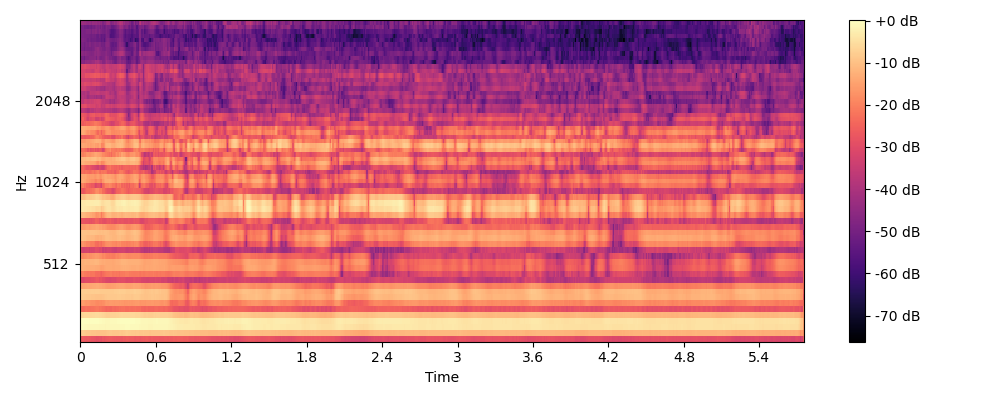 Hz
2048
1024
512
0 0.6 1.2 1.8 2.4 3 3.6 4.2 4.8 5.4
Time
+0 dB
-10 dB
-20 dB
-30 dB
-40 dB
-50 dB
-60 dB
-70 dB